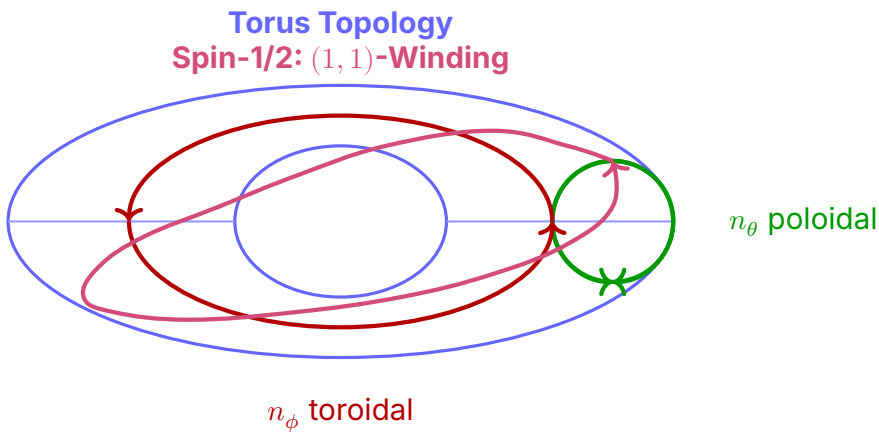 Torus Topology
Spin-1/2: (1, 1)-Winding
n_θ poloidal
n_ϕ toroidal